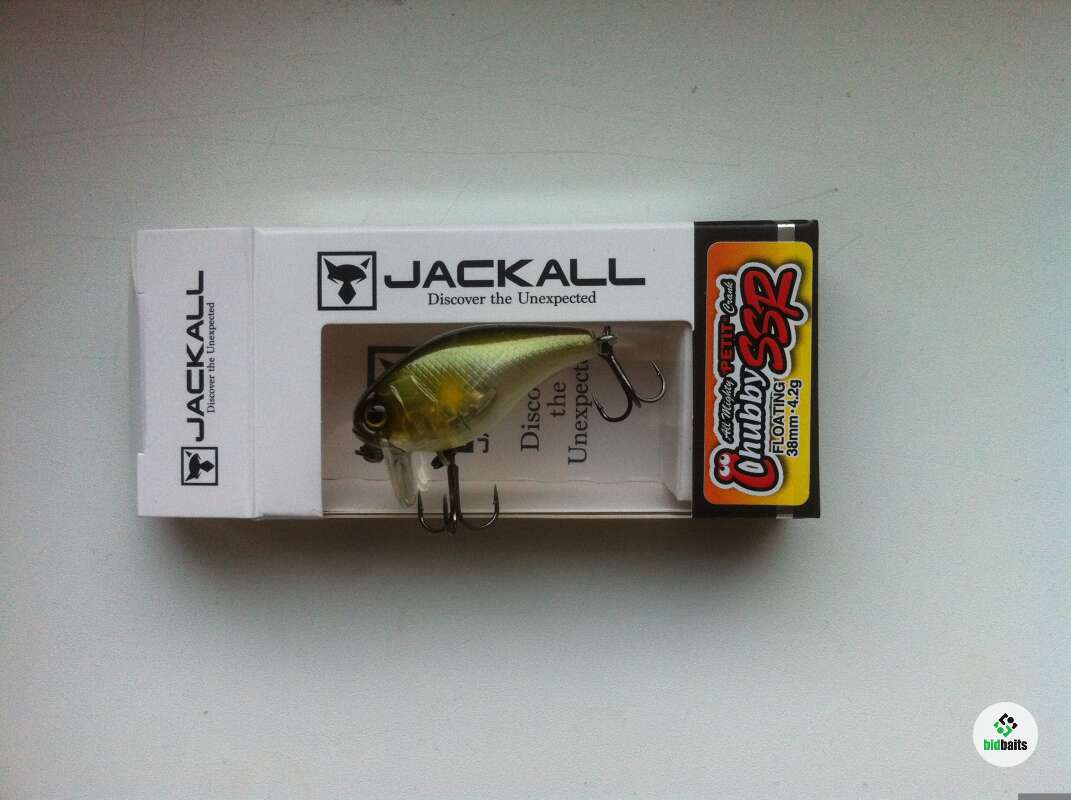 JACKALL
Discover the Unexpected
JACKALL
Discover the Unexpected
Disco
the
Unexpecte
All Mighty PETIT Crank
Chubby SSR
FLOATING
38mm·4.2g
bidbaits